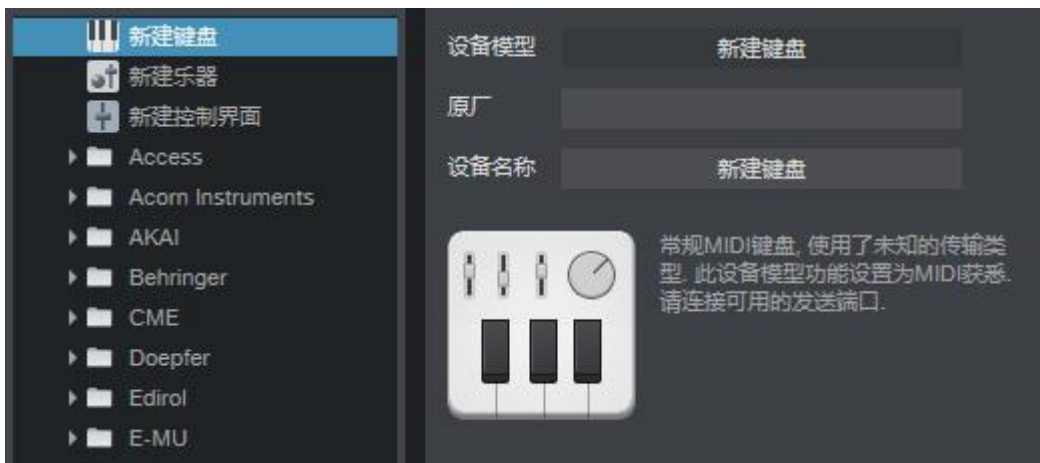 新建键盘
新建乐器
新建控制界面
Access
Acorn Instruments
AKAI
Behringer
CME
Doepfer
Edirol
E-MU
设备模型 新建键盘
原厂
设备名称 新建键盘
常规MIDI键盘, 使用了未知的传输类
型. 此设备模型功能设置为MIDI获悉.
请连接可用的发送端口.